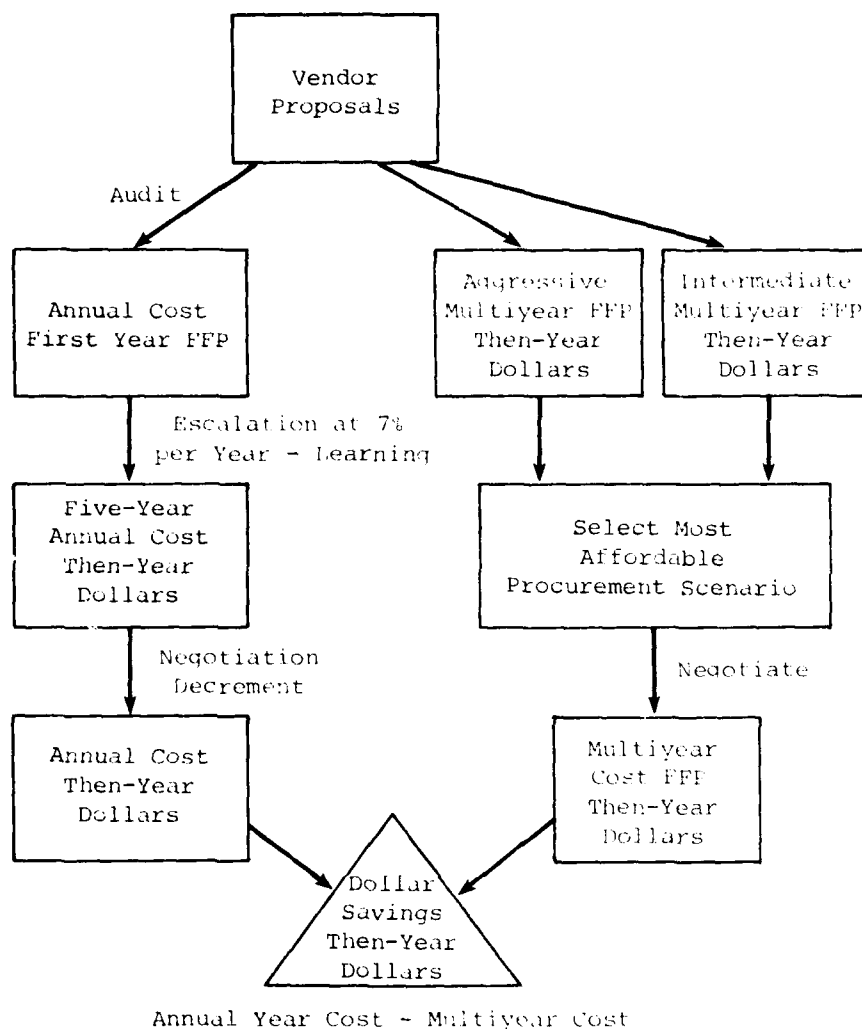 Vendor
Proposals
Audit
Annual Cost
First Year FFP
Aggressive
Multiyear FFP
Then-Year
Dollars
Intermediate
Multiyear FFP
Then-Year
Dollars
Escalation at 7%
per Year - Learning
Five-Year
Annual Cost
Then-Year
Dollars
Select Most
Affordable
Procurement Scenario
Negotiation
Decrement
Negotiate
Annual Cost
Then-Year
Dollars
Multiyear
Cost FFP
Then-Year
Dollars
Dollar
Savings
Then-Year
Dollars
Annual Year Cost - Multiyear Cost